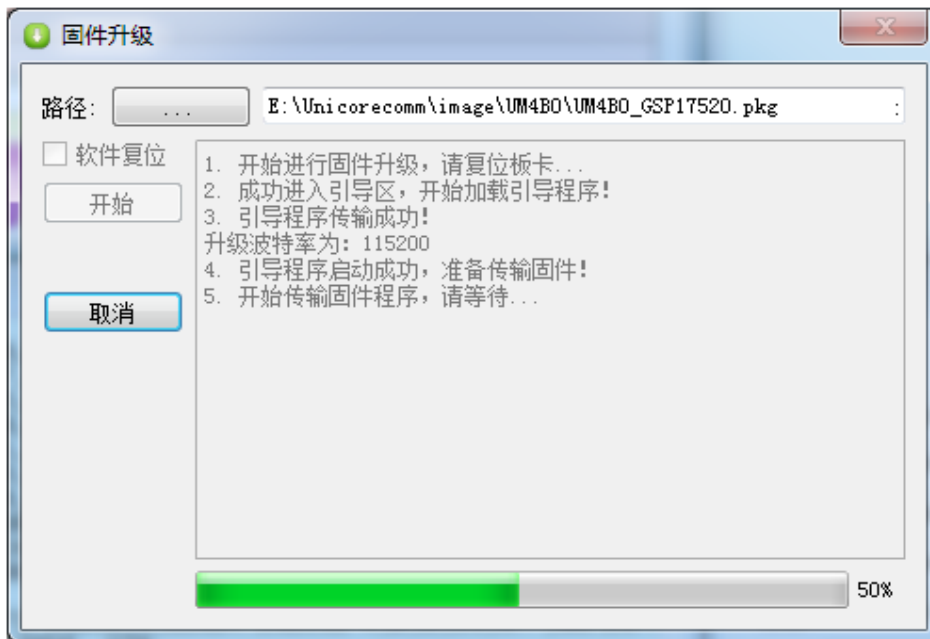 固件升级
路径: ... E:\Unicorecomm\image\UM4B0\UM4B0_GSP17520.pkg :
软件复位
开始
取消
1. 开始进行固件升级，请复位板卡...
2. 成功进入引导区，开始加载引导程序!
3. 引导程序传输成功!
升级波特率为: 115200
4. 引导程序启动成功，准备传输固件!
5. 开始传输固件程序，请等待...
50%